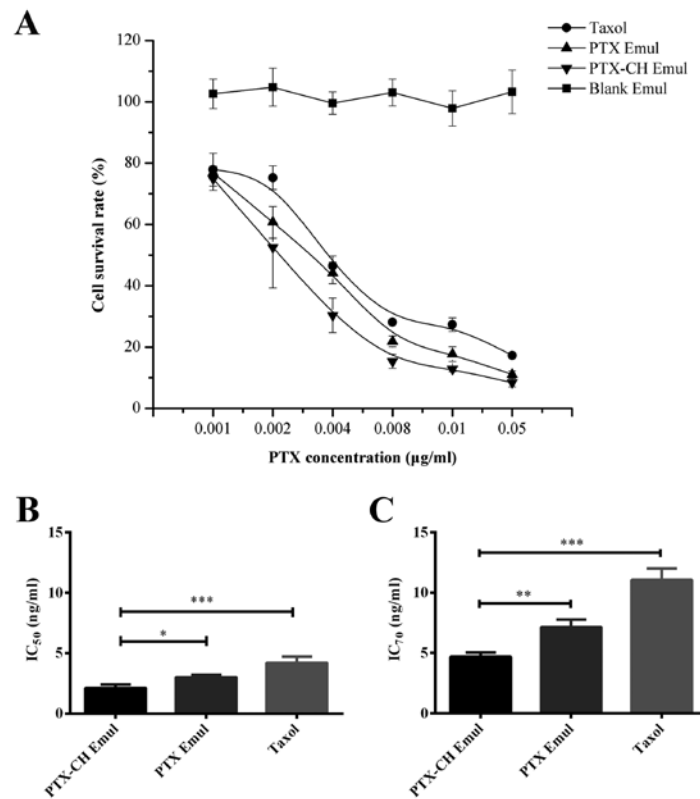 A
Taxol
PTX Emul
PTX-CH Emul
Blank Emul
120
100
80
60
40
20
0
Cell survival rate (%)
0.001 0.002 0.004 0.008 0.01 0.05
PTX concentration (µg/ml)
B
15
10
5
0
IC50 (ng/ml)
***
*
PTX-CH Emul
PTX Emul
Taxol
C
15
10
5
0
IC70 (ng/ml)
***
**
PTX-CH Emul
PTX Emul
Taxol